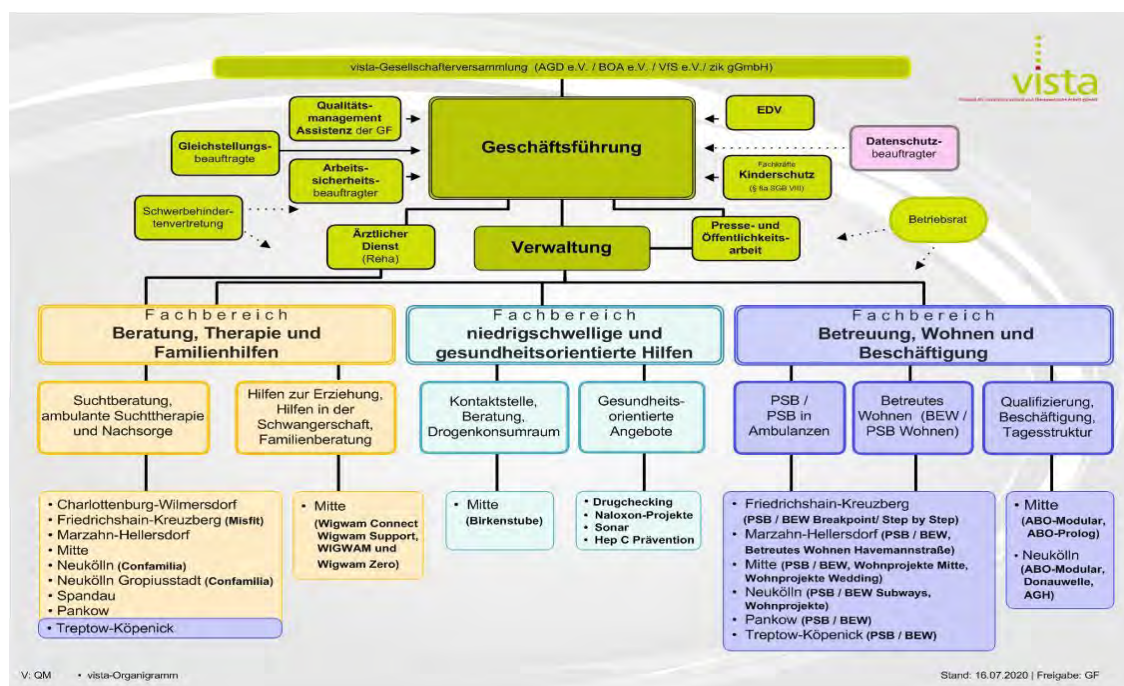 vista-Gesellschafterversammlung (AGD e.V. / BOA e.V. / VfS e.V./ zik gGmbH)
vista
Qualitäts-
management
Assistenz der GF
Gleichstellungs-
beauftragte
Arbeits-
sicherheits-
beauftragter
Schwerbehinder-
tenvertretung
Geschäftsführung
EDV
Datenschutz-
beauftragter
Fachkräfte
Kinderschutz
(§ 8a SGB VIII)
Betriebsrat
Ärztlicher
Dienst
(Reha)
Verwaltung
Presse- und
Öffentlichkeits-
arbeit
Fachbereich
Beratung, Therapie und
Familienhilfen
Fachbereich
niedrigschwellige und
gesundheitsorientierte Hilfen
Fachbereich
Betreuung, Wohnen und
Beschäftigung
Suchtberatung,
ambulante Suchttherapie
und Nachsorge
Hilfen zur Erziehung,
Hilfen in der
Schwangerschaft,
Familienberatung
Kontaktstelle,
Beratung,
Drogenkonsumraum
Gesundheits-
orientierte
Angebote
PSB /
PSB in
Ambulanzen
Betreutes
Wohnen (BEW /
PSB Wohnen)
Qualifizierung,
Beschäftigung,
Tagesstruktur
• Charlottenburg-Wilmersdorf
• Friedrichshain-Kreuzberg (Misfit)
• Marzahn-Hellersdorf
• Mitte
• Neukölln (Confamilia)
• Neukölln Gropiusstadt (Confamilia)
• Spandau
• Pankow
• Treptow-Köpenick
• Mitte
(Wigwam Connect
Wigwam Support,
WIGWAM und
Wigwam Zero)
• Mitte
(Birkenstube)
• Drugchecking
• Naloxon-Projekte
• Sonar
• Hep C Prävention
• Friedrichshain-Kreuzberg
(PSB / BEW Breakpoint/ Step by Step)
• Marzahn-Hellersdorf (PSB / BEW,
Betreutes Wohnen Havemannstraße)
• Mitte (PSB / BEW, Wohnprojekte Mitte,
Wohnprojekte Wedding)
• Neukölln (PSB / BEW Subways,
Wohnprojekte)
• Pankow (PSB / BEW)
• Treptow-Köpenick (PSB / BEW)
• Mitte
(ABO-Modular,
ABO-Prolog)
• Neukölln
(ABO-Modular,
Donauwelle,
AGH)
V: QM • vista-Organigramm
Stand: 16.07.2020 | Freigabe: GF